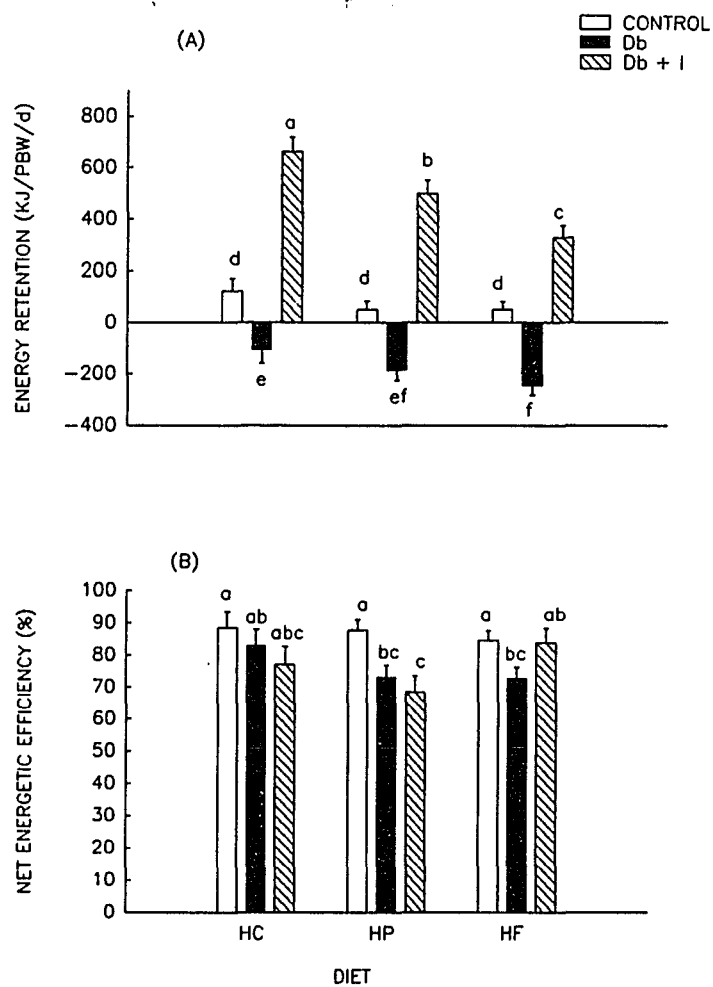 (A)
CONTROL
Db
Db + I
ENERGY RETENTION (KJ/PBW/d)
800
600
400
200
0
−200
−400
a
b
c
d
d
d
e
ef
f
(B)
NET ENERGETIC EFFICIENCY (%)
100
90
80
70
60
50
40
30
20
10
0
a
ab
abc
a
bc
c
a
bc
ab
HC
HP
HF
DIET